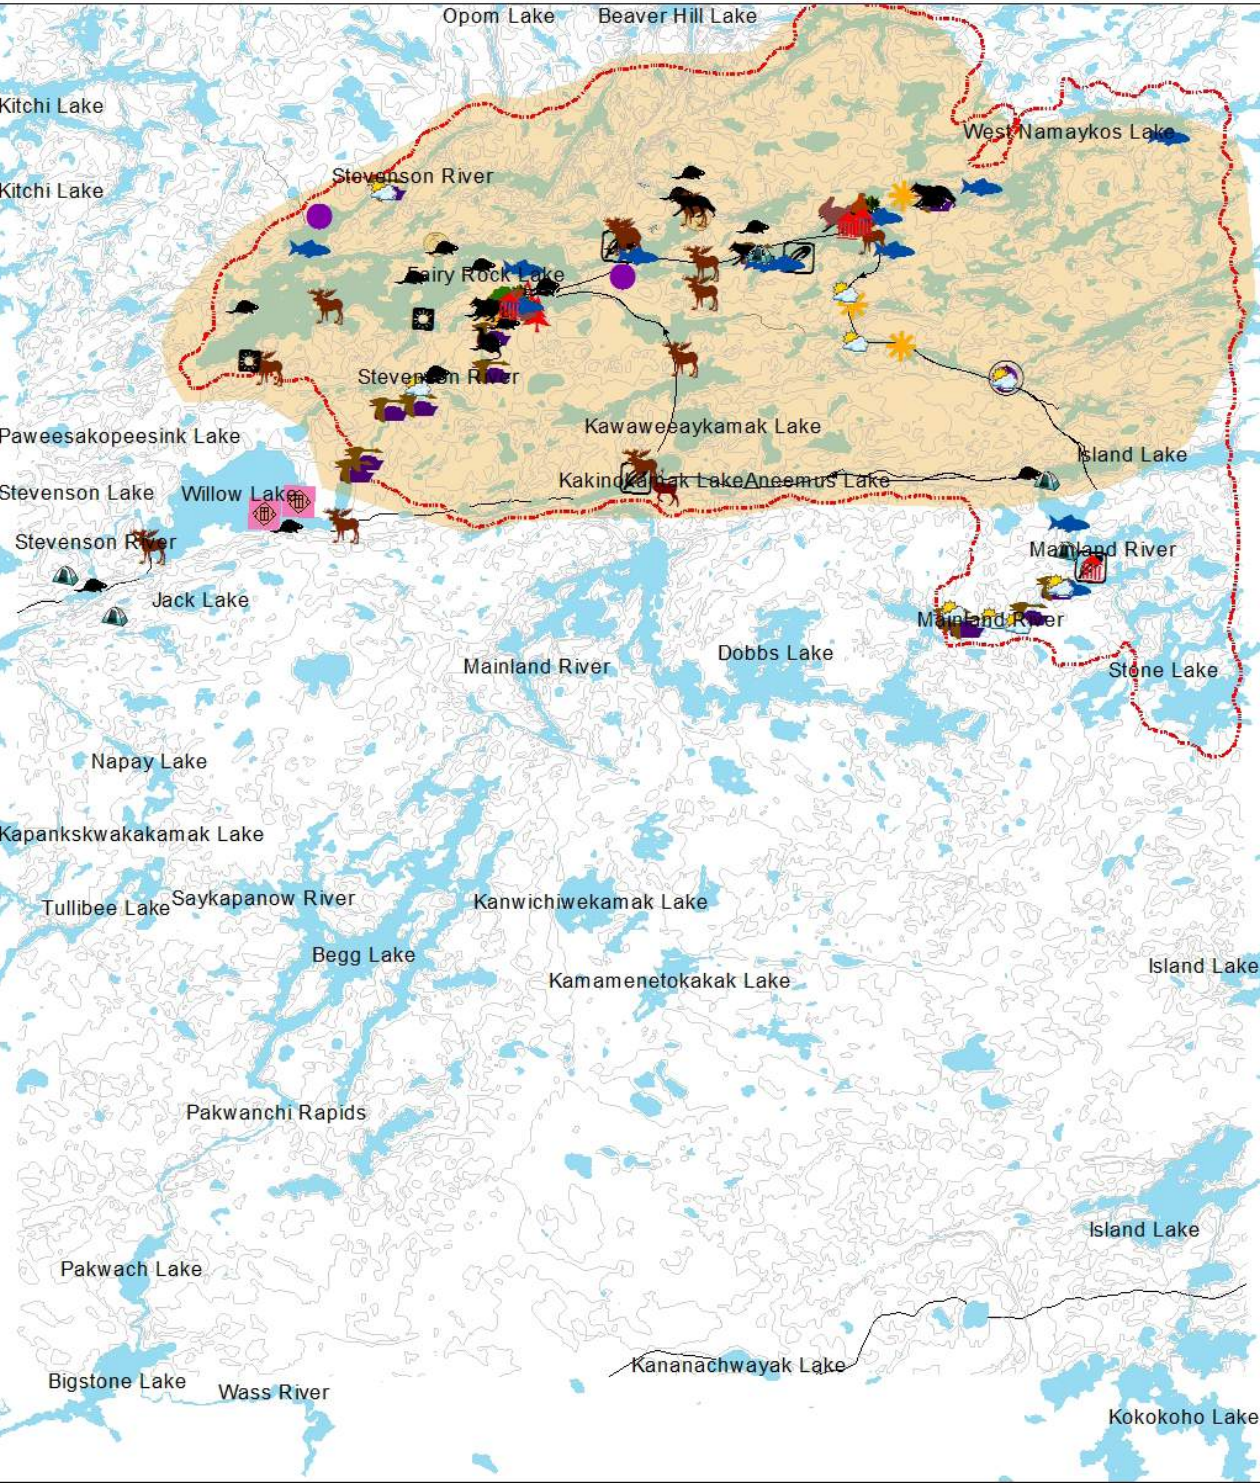 Opom Lake
Beaver Hill Lake
Kitchi Lake
West Namaykos Lake
Stevenson River
Kitchi Lake
Fairy Rock Lake
Stevenson River
Kawaweeaykamak Lake
Paweesakopeesink Lake
Island Lake
Kakinokamak Lake
Aneemus Lake
Stevenson Lake
Willow Lake
Stevenson River
Mainland River
Jack Lake
Mainland River
Dobbs Lake
Mainland River
Stone Lake
Napay Lake
Kapankskwakakamak Lake
Saykapanow River
Kanwichiwekamak Lake
Tullibee Lake
Begg Lake
Island Lake
Kamamenetokakak Lake
Pakwanchi Rapids
Island Lake
Pakwach Lake
Kananachwayak Lake
Bigstone Lake
Wass River
Kokokoho Lake